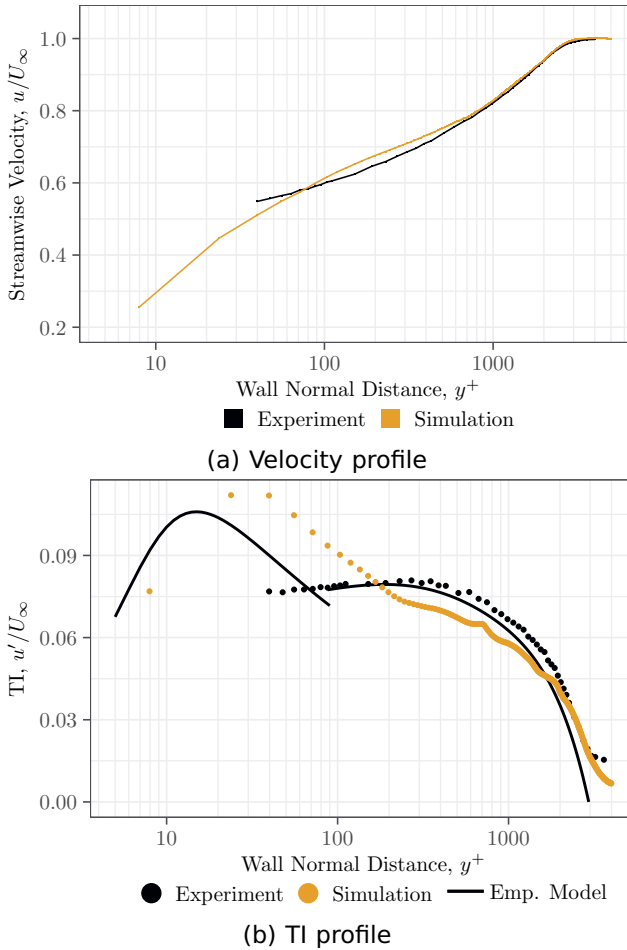 1.0
0.8
0.6
0.4
0.2
Streamwise Velocity, u/U∞
10 100 1000
Wall Normal Distance, y⁺
Experiment Simulation
(a) Velocity profile
0.09
0.06
0.03
0.00
TI, u′/U∞
10 100 1000
Wall Normal Distance, y⁺
Experiment Simulation Emp. Model
(b) TI profile